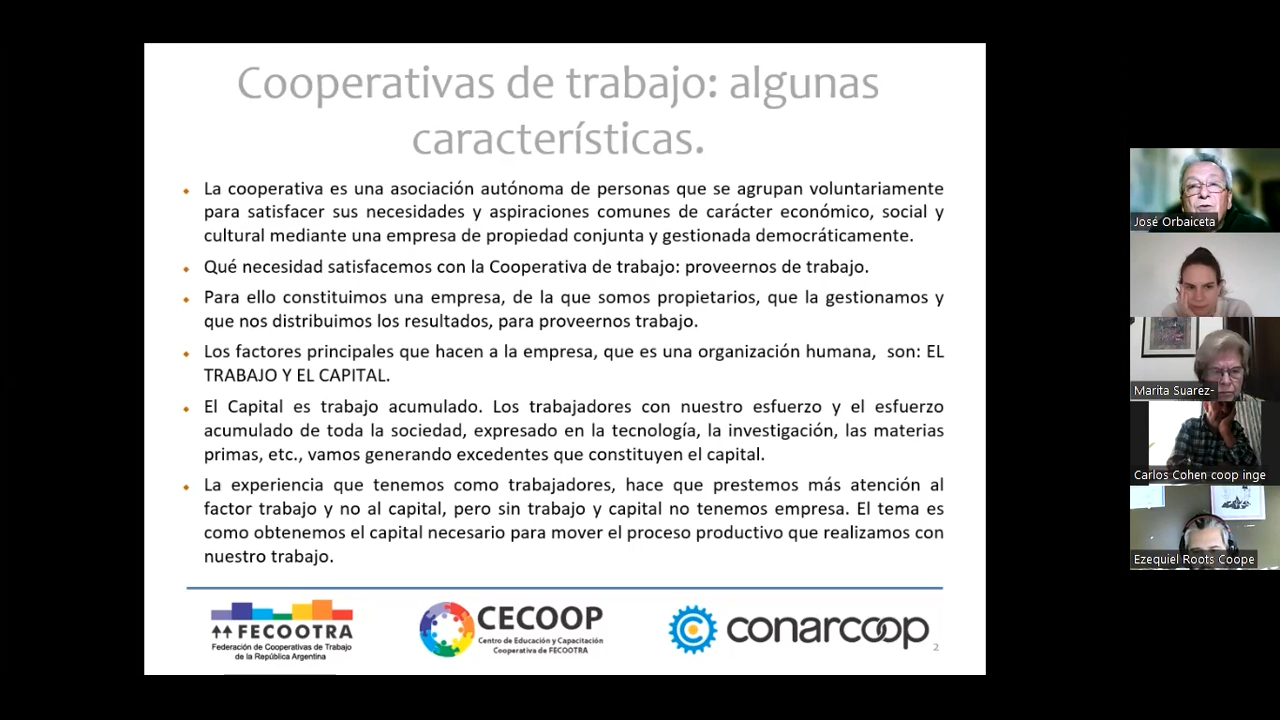 Cooperativas de trabajo: algunas
características.
La cooperativa es una asociación autónoma de personas que se agrupan voluntariamente
para satisfacer sus necesidades y aspiraciones comunes de carácter económico, social y
cultural mediante una empresa de propiedad conjunta y gestionada democráticamente.
Qué necesidad satisfacemos con la Cooperativa de trabajo: proveernos de trabajo.
Para ello constituimos una empresa, de la que somos propietarios, que la gestionamos y
que nos distribuimos los resultados, para proveernos trabajo.
Los factores principales que hacen a la empresa, que es una organización humana, son: EL
TRABAJO Y EL CAPITAL.
El Capital es trabajo acumulado. Los trabajadores con nuestro esfuerzo y el esfuerzo
acumulado de toda la sociedad, expresado en la tecnología, la investigación, las materias
primas, etc., vamos generando excedentes que constituyen el capital.
La experiencia que tenemos como trabajadores, hace que prestemos más atención al
factor trabajo y no al capital, pero sin trabajo y capital no tenemos empresa. El tema es
como obtenemos el capital necesario para mover el proceso productivo que realizamos con
nuestro trabajo.
FECOOTRA
Federación de Cooperativas de Trabajo
de la República Argentina
CECOOP
Centro de Educación y Capacitación
Cooperativa de FECOOTRA
conarcoop
2
José Orbaiceta
Marita Suarez-
Carlos Cohen coop inge
Ezequiel Roots Coope